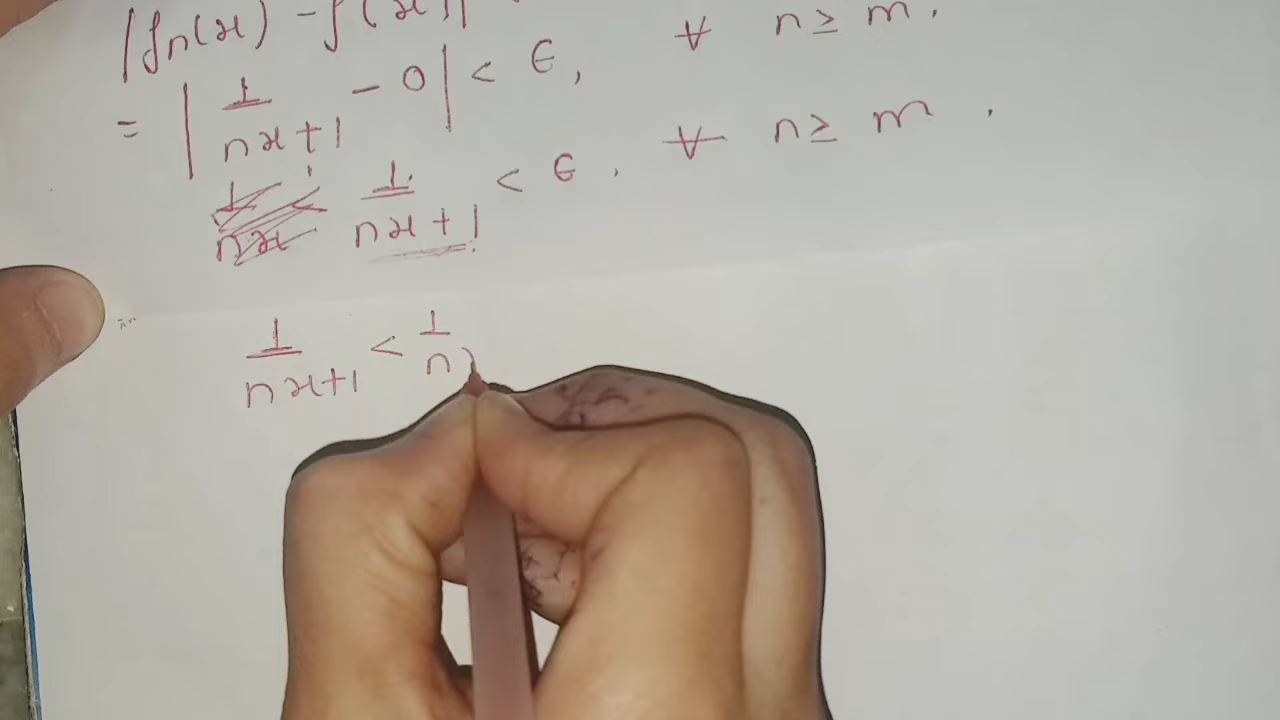 |fn(x) - f(x)|
∀ n ≥ m.
= | 1/(nx+1) - 0 | < ϵ, ∀ n ≥ m.
1/(nx+1) < ϵ,
1/(nx+1) < 1/n